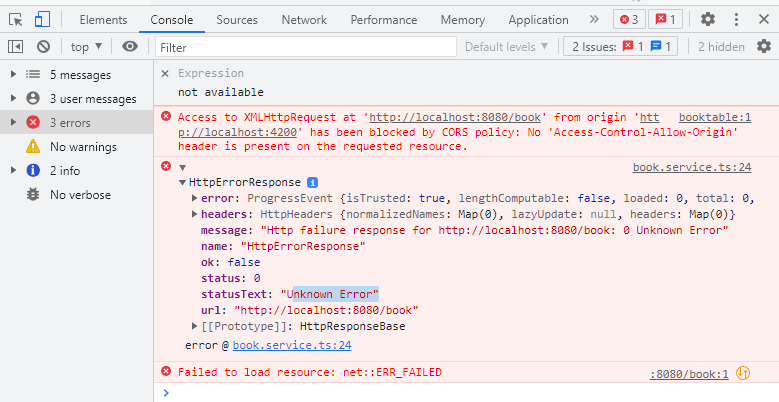 Elements Console Sources Network Performance Memory Application » 3 1
top Filter Default levels 2 Issues: 1 1 2 hidden
5 messages
3 user messages
3 errors
No warnings
2 info
No verbose
Expression
not available
Access to XMLHttpRequest at 'http://localhost:8080/book' from origin 'htt booktable:1
p://localhost:4200' has been blocked by CORS policy: No 'Access-Control-Allow-Origin'
header is present on the requested resource.
book.service.ts:24
HttpErrorResponse i
error: ProgressEvent {isTrusted: true, lengthComputable: false, loaded: 0, total: 0,
headers: HttpHeaders {normalizedNames: Map(0), lazyUpdate: null, headers: Map(0)}
message: "Http failure response for http://localhost:8080/book: 0 Unknown Error"
name: "HttpErrorResponse"
ok: false
status: 0
statusText: "Unknown Error"
url: "http://localhost:8080/book"
[[Prototype]]: HttpResponseBase
error @ book.service.ts:24
Failed to load resource: net::ERR_FAILED :8080/book:1